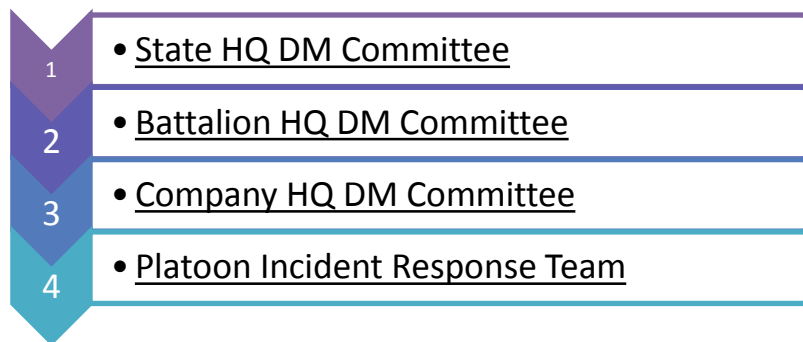 1 • State HQ DM Committee
2 • Battalion HQ DM Committee
3 • Company HQ DM Committee
4 • Platoon Incident Response Team